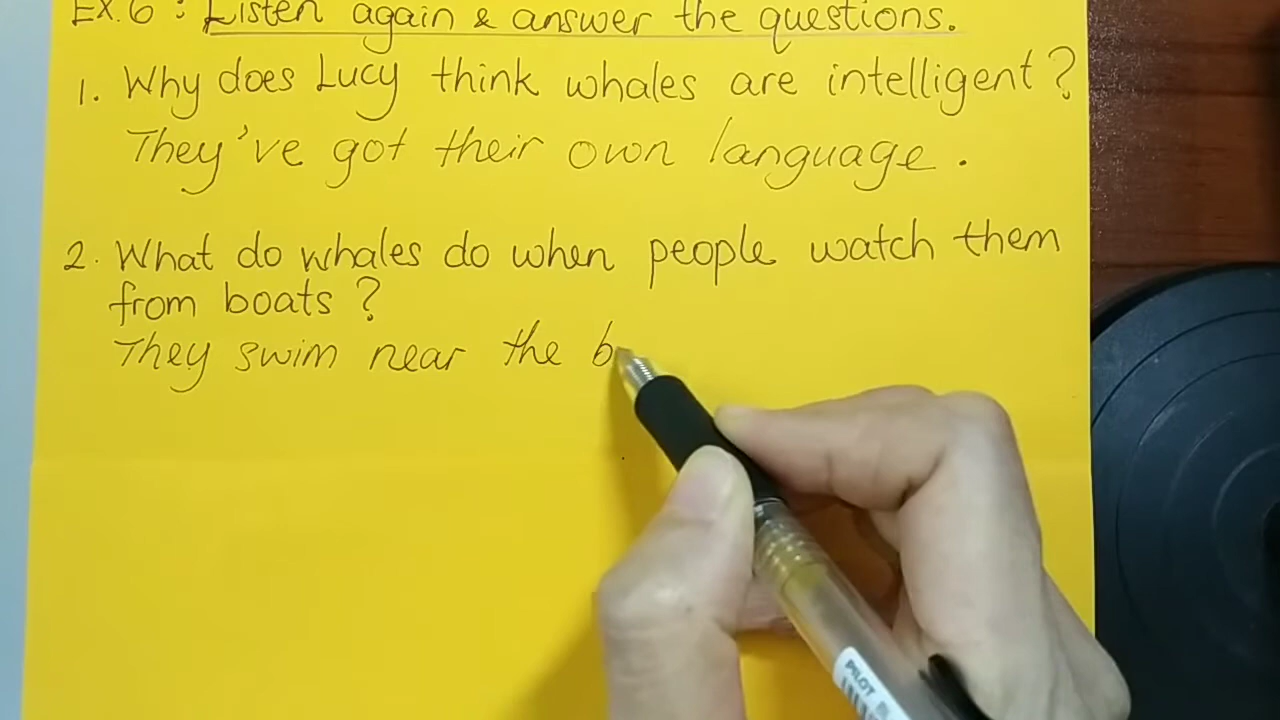 Ex.6 : Listen again & answer the questions.
1. Why does Lucy think whales are intelligent?
They've got their own language.
2. What do whales do when people watch them
from boats?
They swim near the b
PILOT